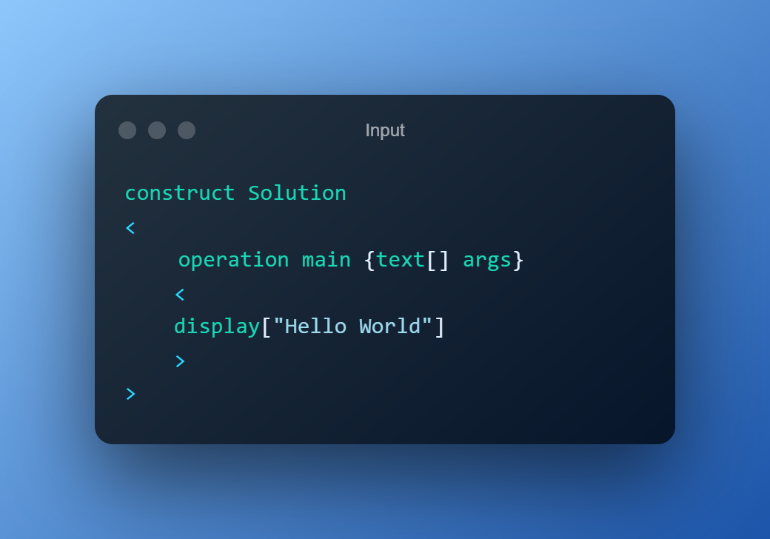 Input
construct Solution
<
operation main {text[] args}
<
display["Hello World"]
>
>